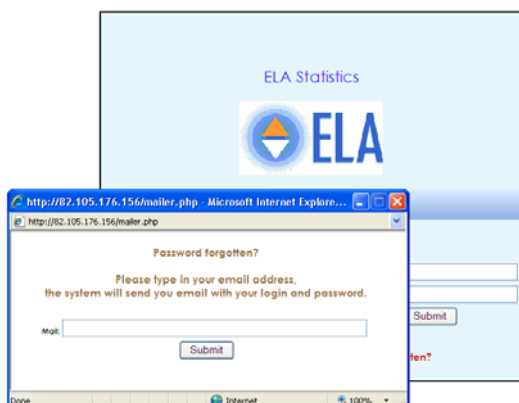 ELA Statistics
ELA
http://82.105.176.156/mailer.php - Microsoft Internet Explore...
http://82.105.176.156/mailer.php
Password forgotten?
Please type in your email address,
the system will send you email with your login and password.
Mail:
Submit
Submit
tten?
Done
Internet
100%